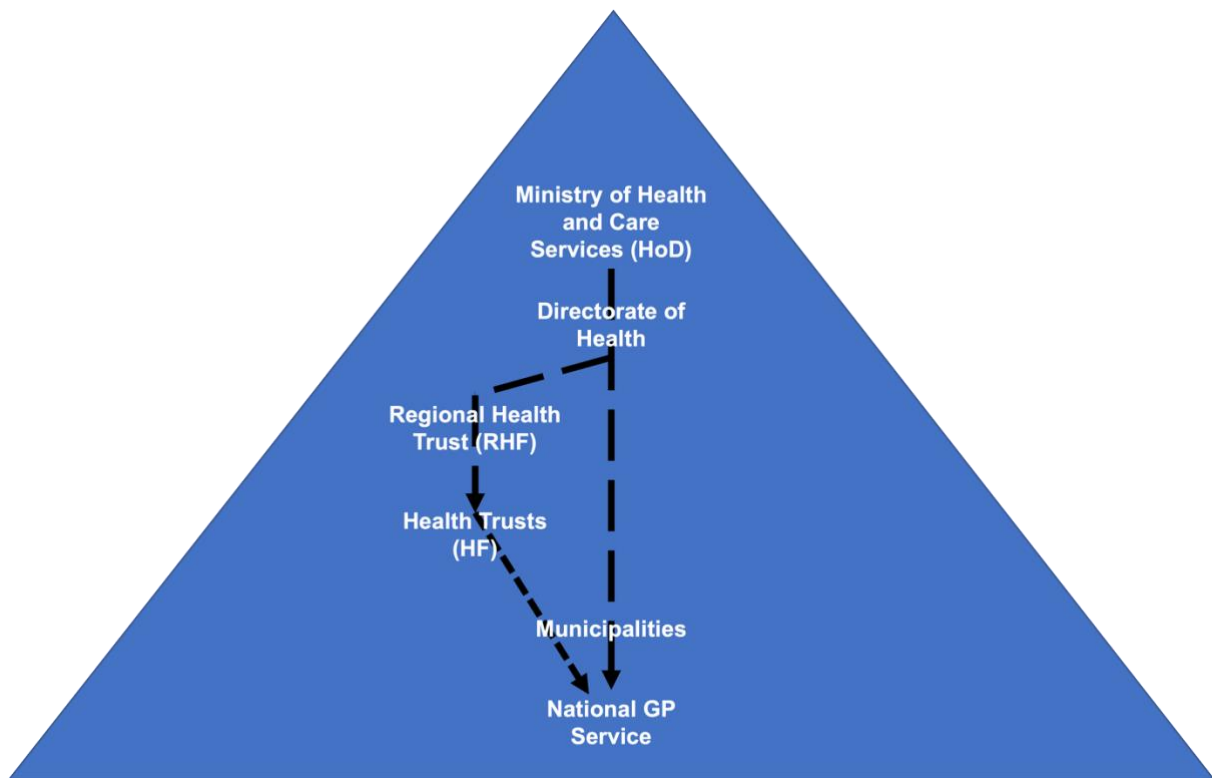 Ministry of Health
and Care
Services (HoD)
Directorate of
Health
Regional Health
Trust (RHF)
Health Trusts
(HF)
Municipalities
National GP
Service